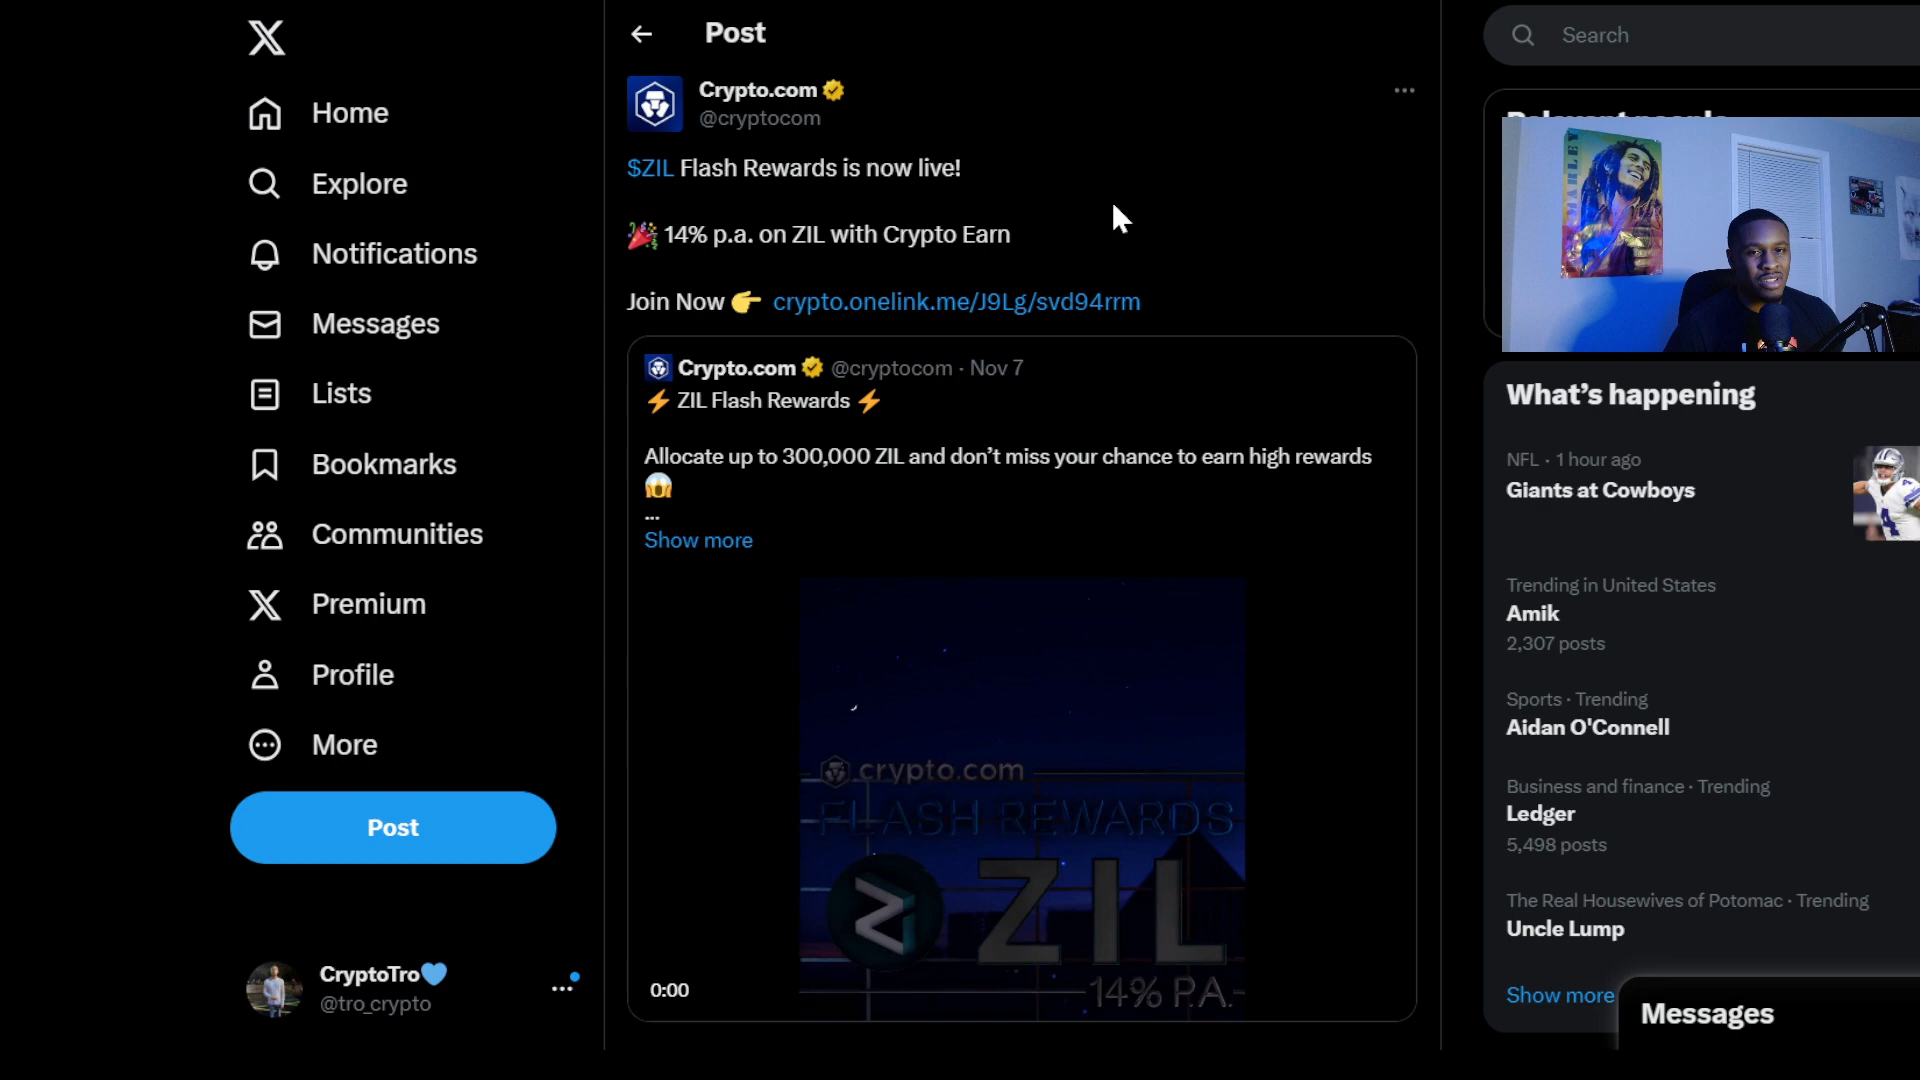 Home
Explore
Notifications
Messages
Lists
Bookmarks
Communities
Premium
Profile
More
Post
CryptoTro💙
@tro_crypto
Post
Crypto.com
@cryptocom
$ZIL Flash Rewards is now live!
🎉 14% p.a. on ZIL with Crypto Earn
Join Now 👉 crypto.onelink.me/J9Lg/svd94rrm
Crypto.com @cryptocom · Nov 7
⚡ ZIL Flash Rewards ⚡
Allocate up to 300,000 ZIL and don’t miss your chance to earn high rewards
😱
...
Show more
crypto.com
FLASH REWARDS
ZIL
14% P.A.
0:00
Search
MARLEY
What’s happening
NFL · 1 hour ago
Giants at Cowboys
Trending in United States
Amik
2,307 posts
Sports · Trending
Aidan O'Connell
Business and finance · Trending
Ledger
5,498 posts
The Real Housewives of Potomac · Trending
Uncle Lump
Show more
Messages